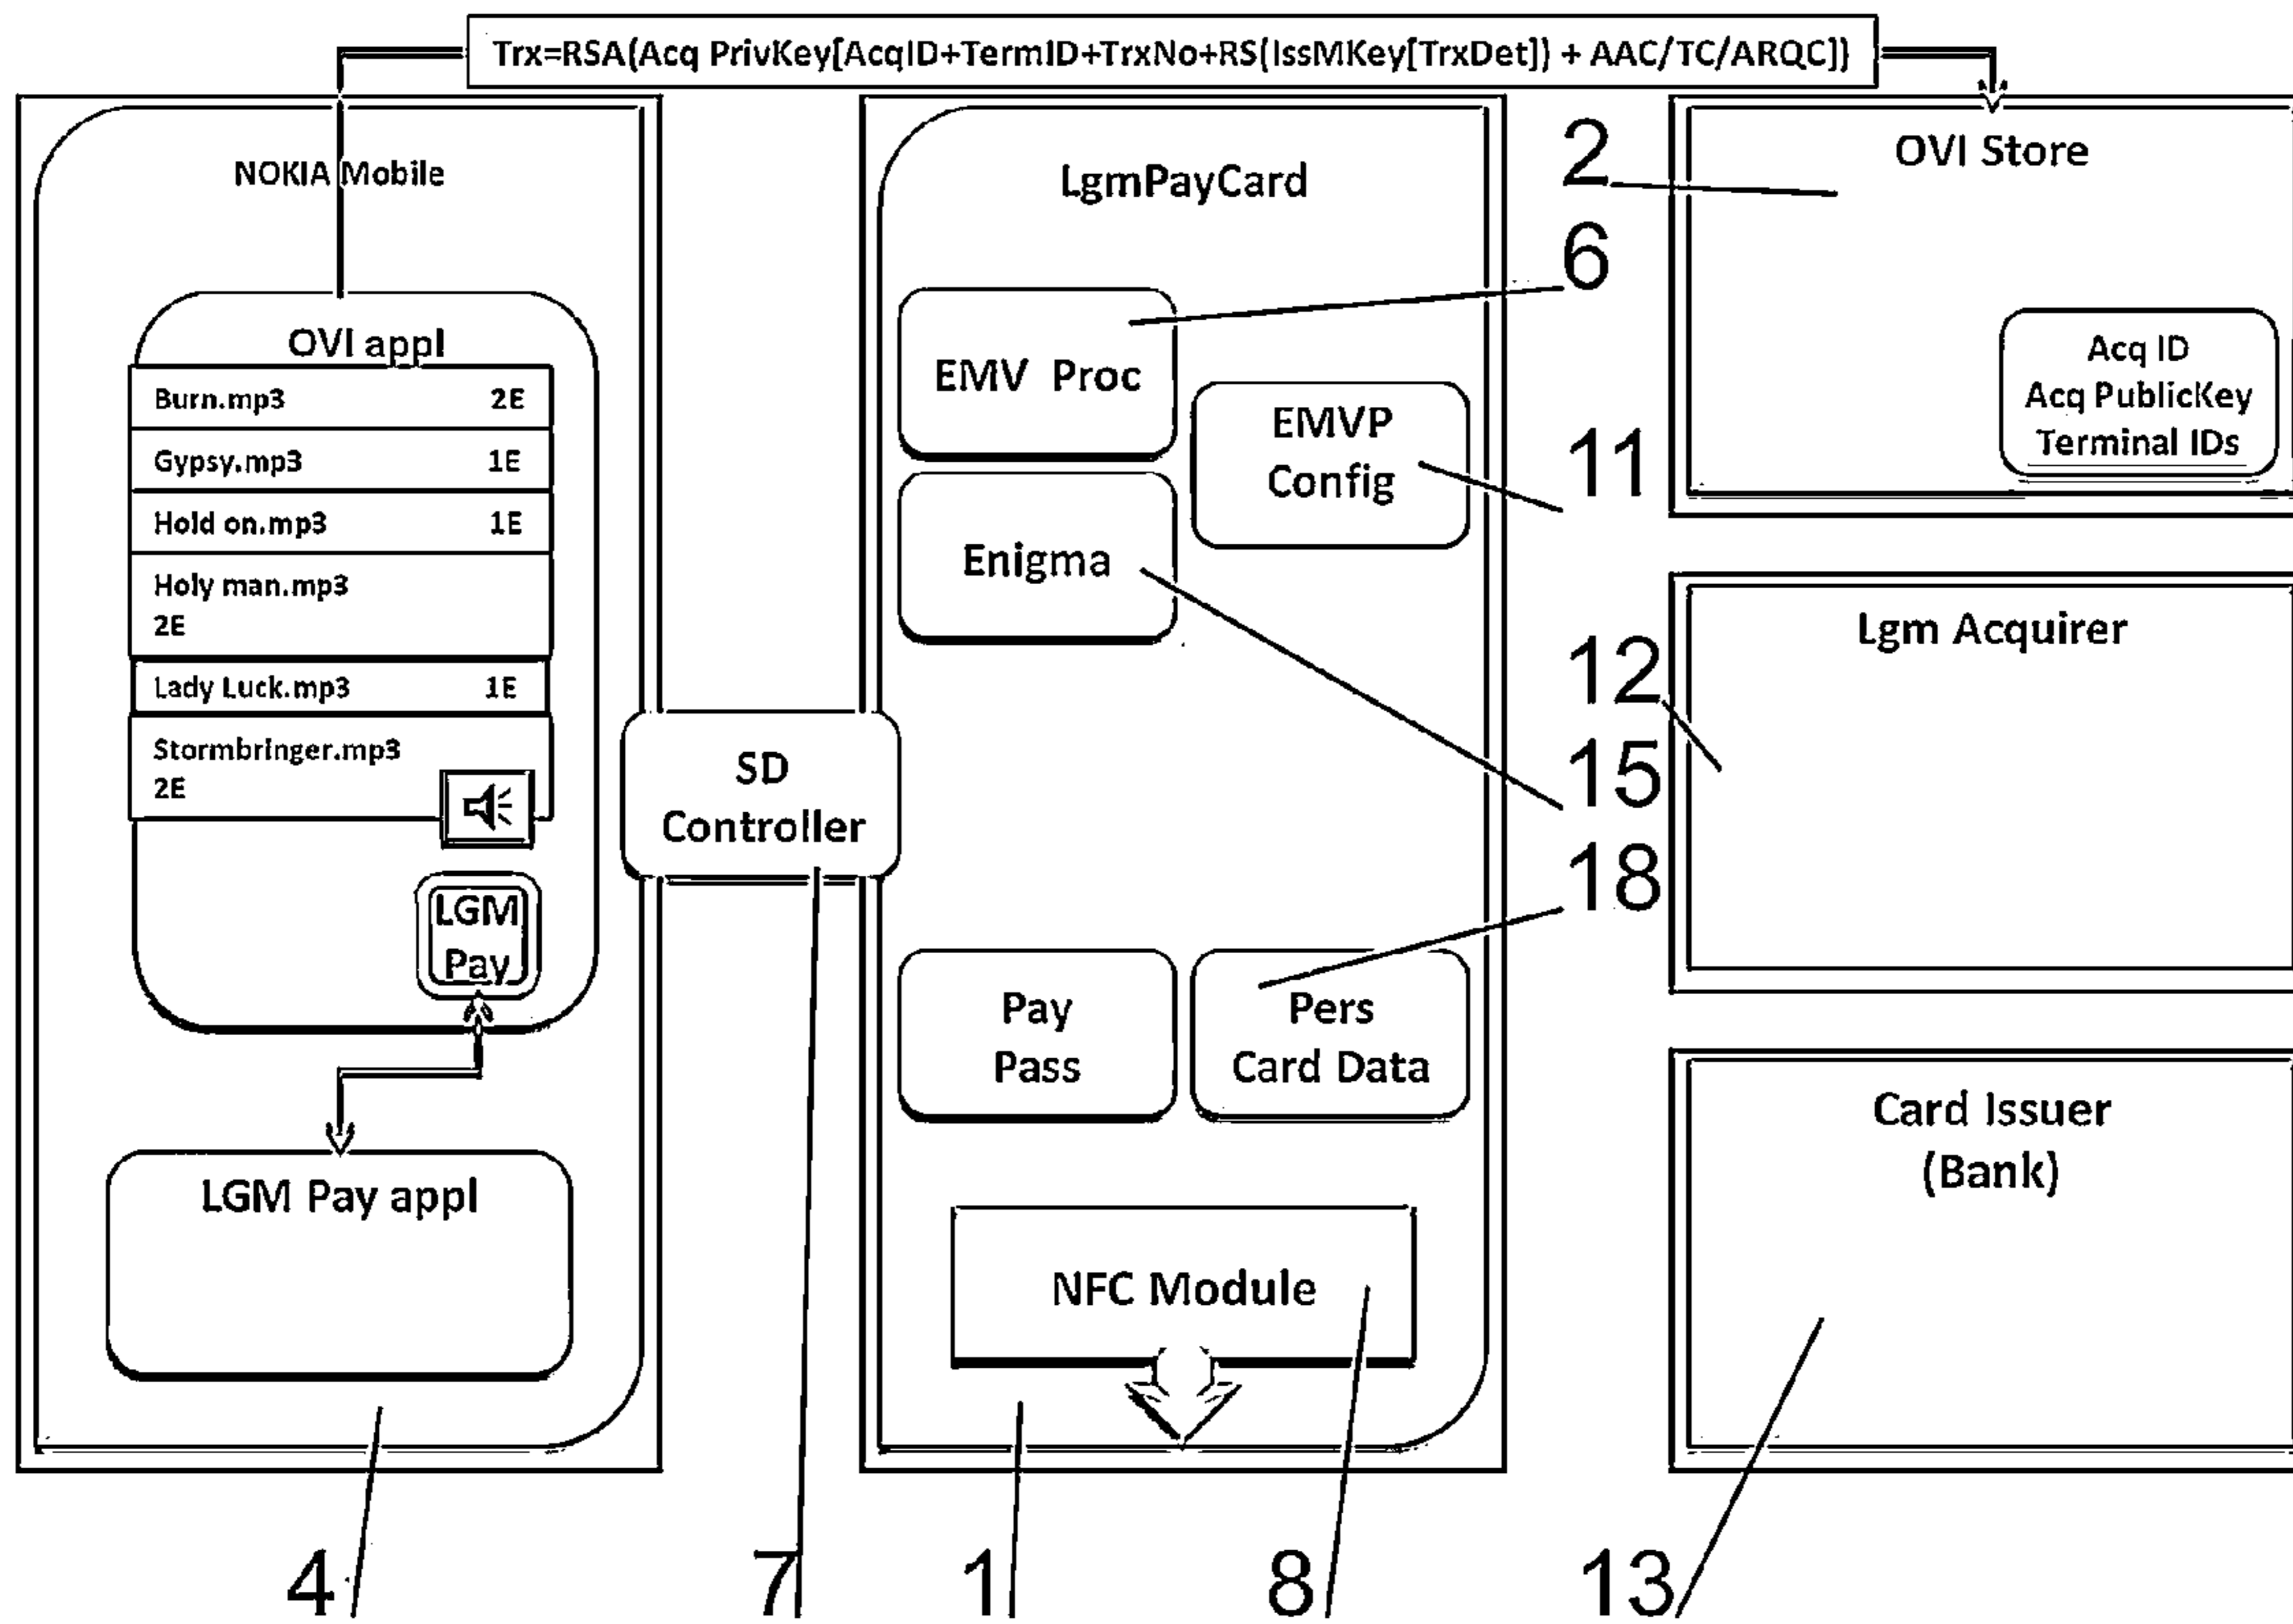 Trx=RSA(Acq PrivKey[AcqID+TermID+TrxNo+RS(IssMKey[TrxDet]) + AAC/TC/ARQC])
NOKIA Mobile
OVI appl
Burn.mp3 2E
Gypsy.mp3 1E
Hold on.mp3 1E
Holy man.mp3
2E
Lady Luck.mp3 1E
Stormbringer.mp3
2E
LGM
Pay
LGM Pay appl
SD
Controller
LgmPayCard
EMV Proc
EMVP
Config
Enigma
Pay
Pass
Pers
Card Data
NFC Module
2
6
11
12
15
18
OVI Store
Acq ID
Acq PublicKey
Terminal IDs
Lgm Acquirer
Card Issuer
(Bank)
4
7
1
8
13